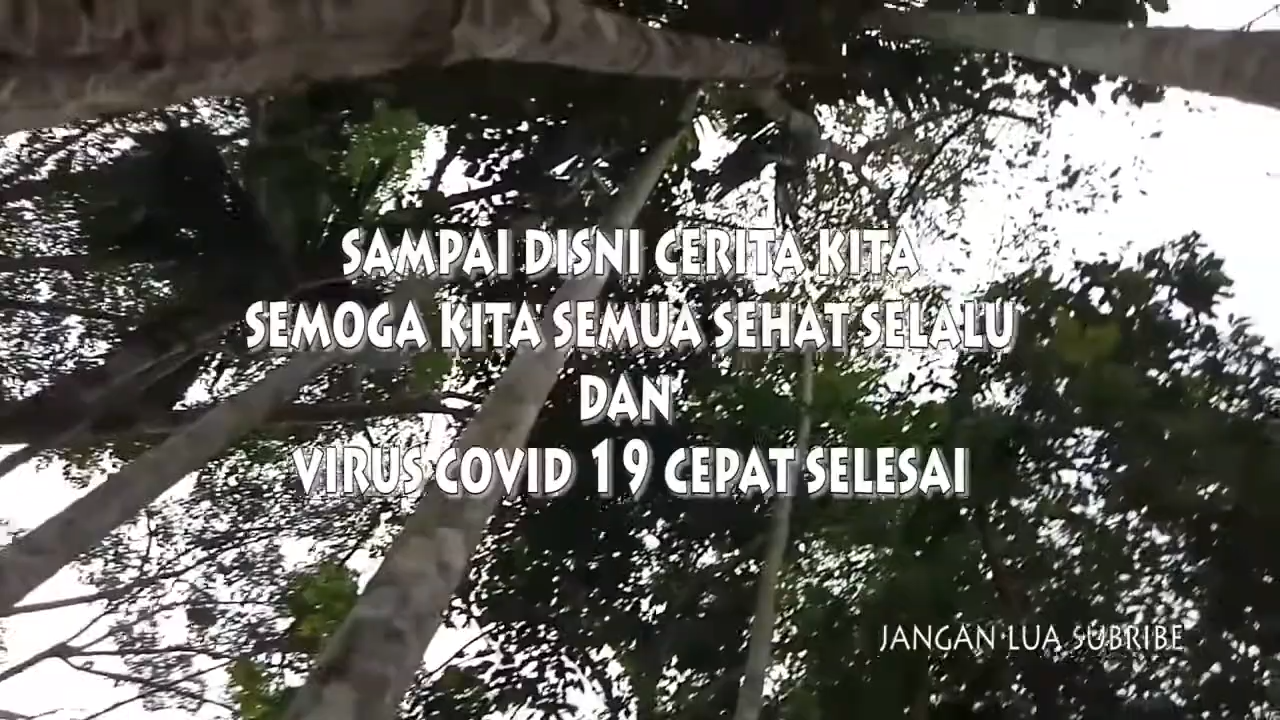 SAMPAI DISNI CERITA KITA
SEMOGA KITA SEMUA SEHAT SELALU
DAN
VIRUS COVID 19 CEPAT SELESAI
JANGAN LUA SUBRIBE